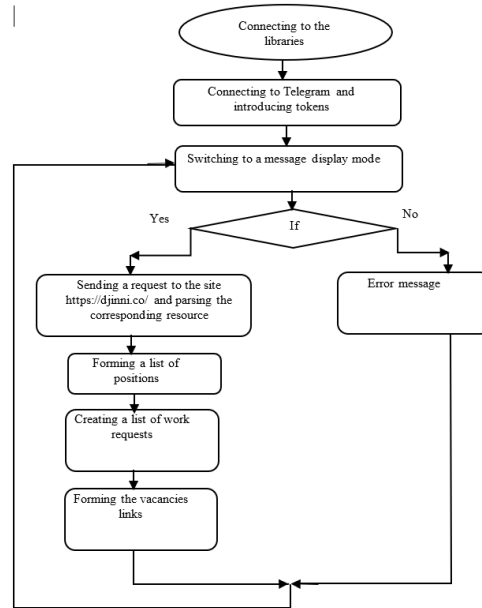 Connecting to the
libraries
Connecting to Telegram and
introducing tokens
Switching to a message display mode
Yes
If
No
Sending a request to the site
https://djinni.co/ and parsing the
corresponding resource
Error message
Forming a list of
positions
Creating a list of work
requests
Forming the vacancies
links